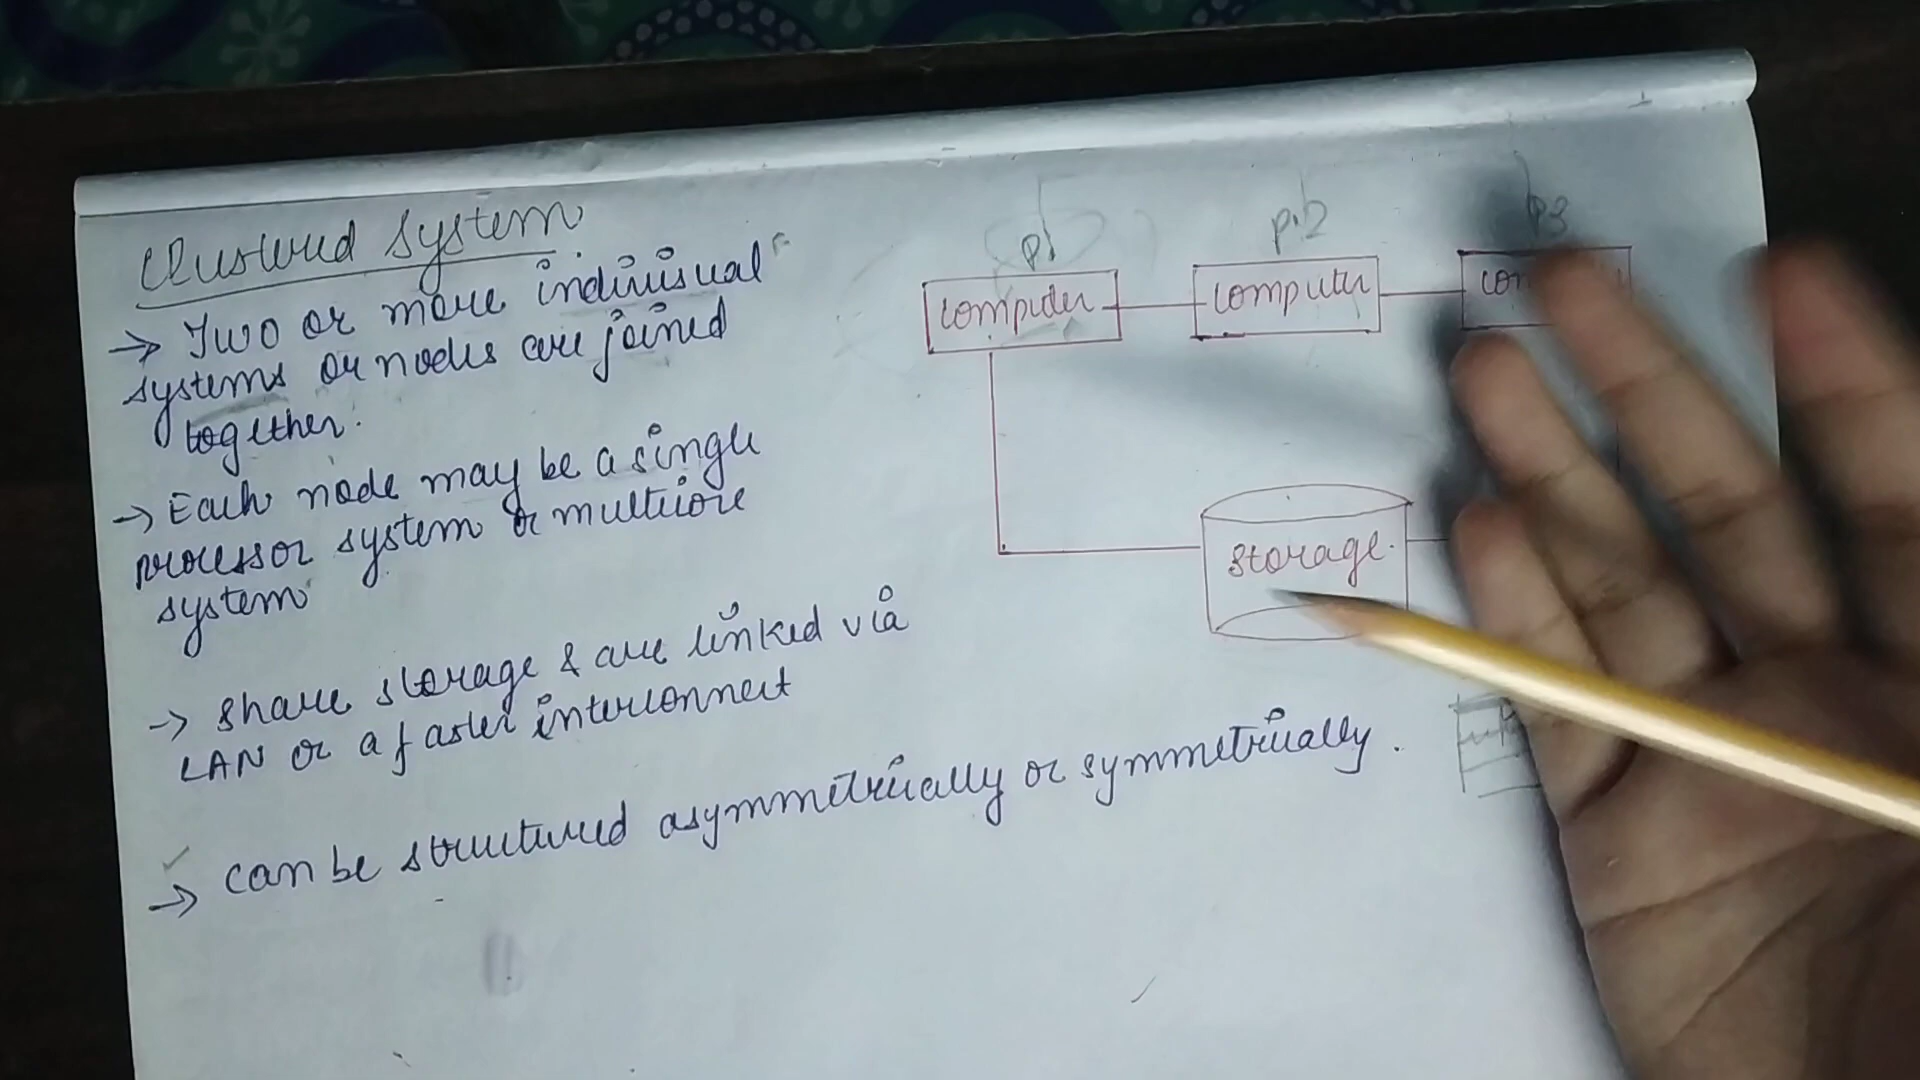 Clustered System
→ Two or more indiviusual
systems or nodes are joined
together.
→ Each node may be a single
processor system or multicore
system
→ Share storage & are linked via
LAN or a faster interconnect
→ can be structured asymmetrically or symmetrically.
P1
P.2
P3
computer
computer
storage.